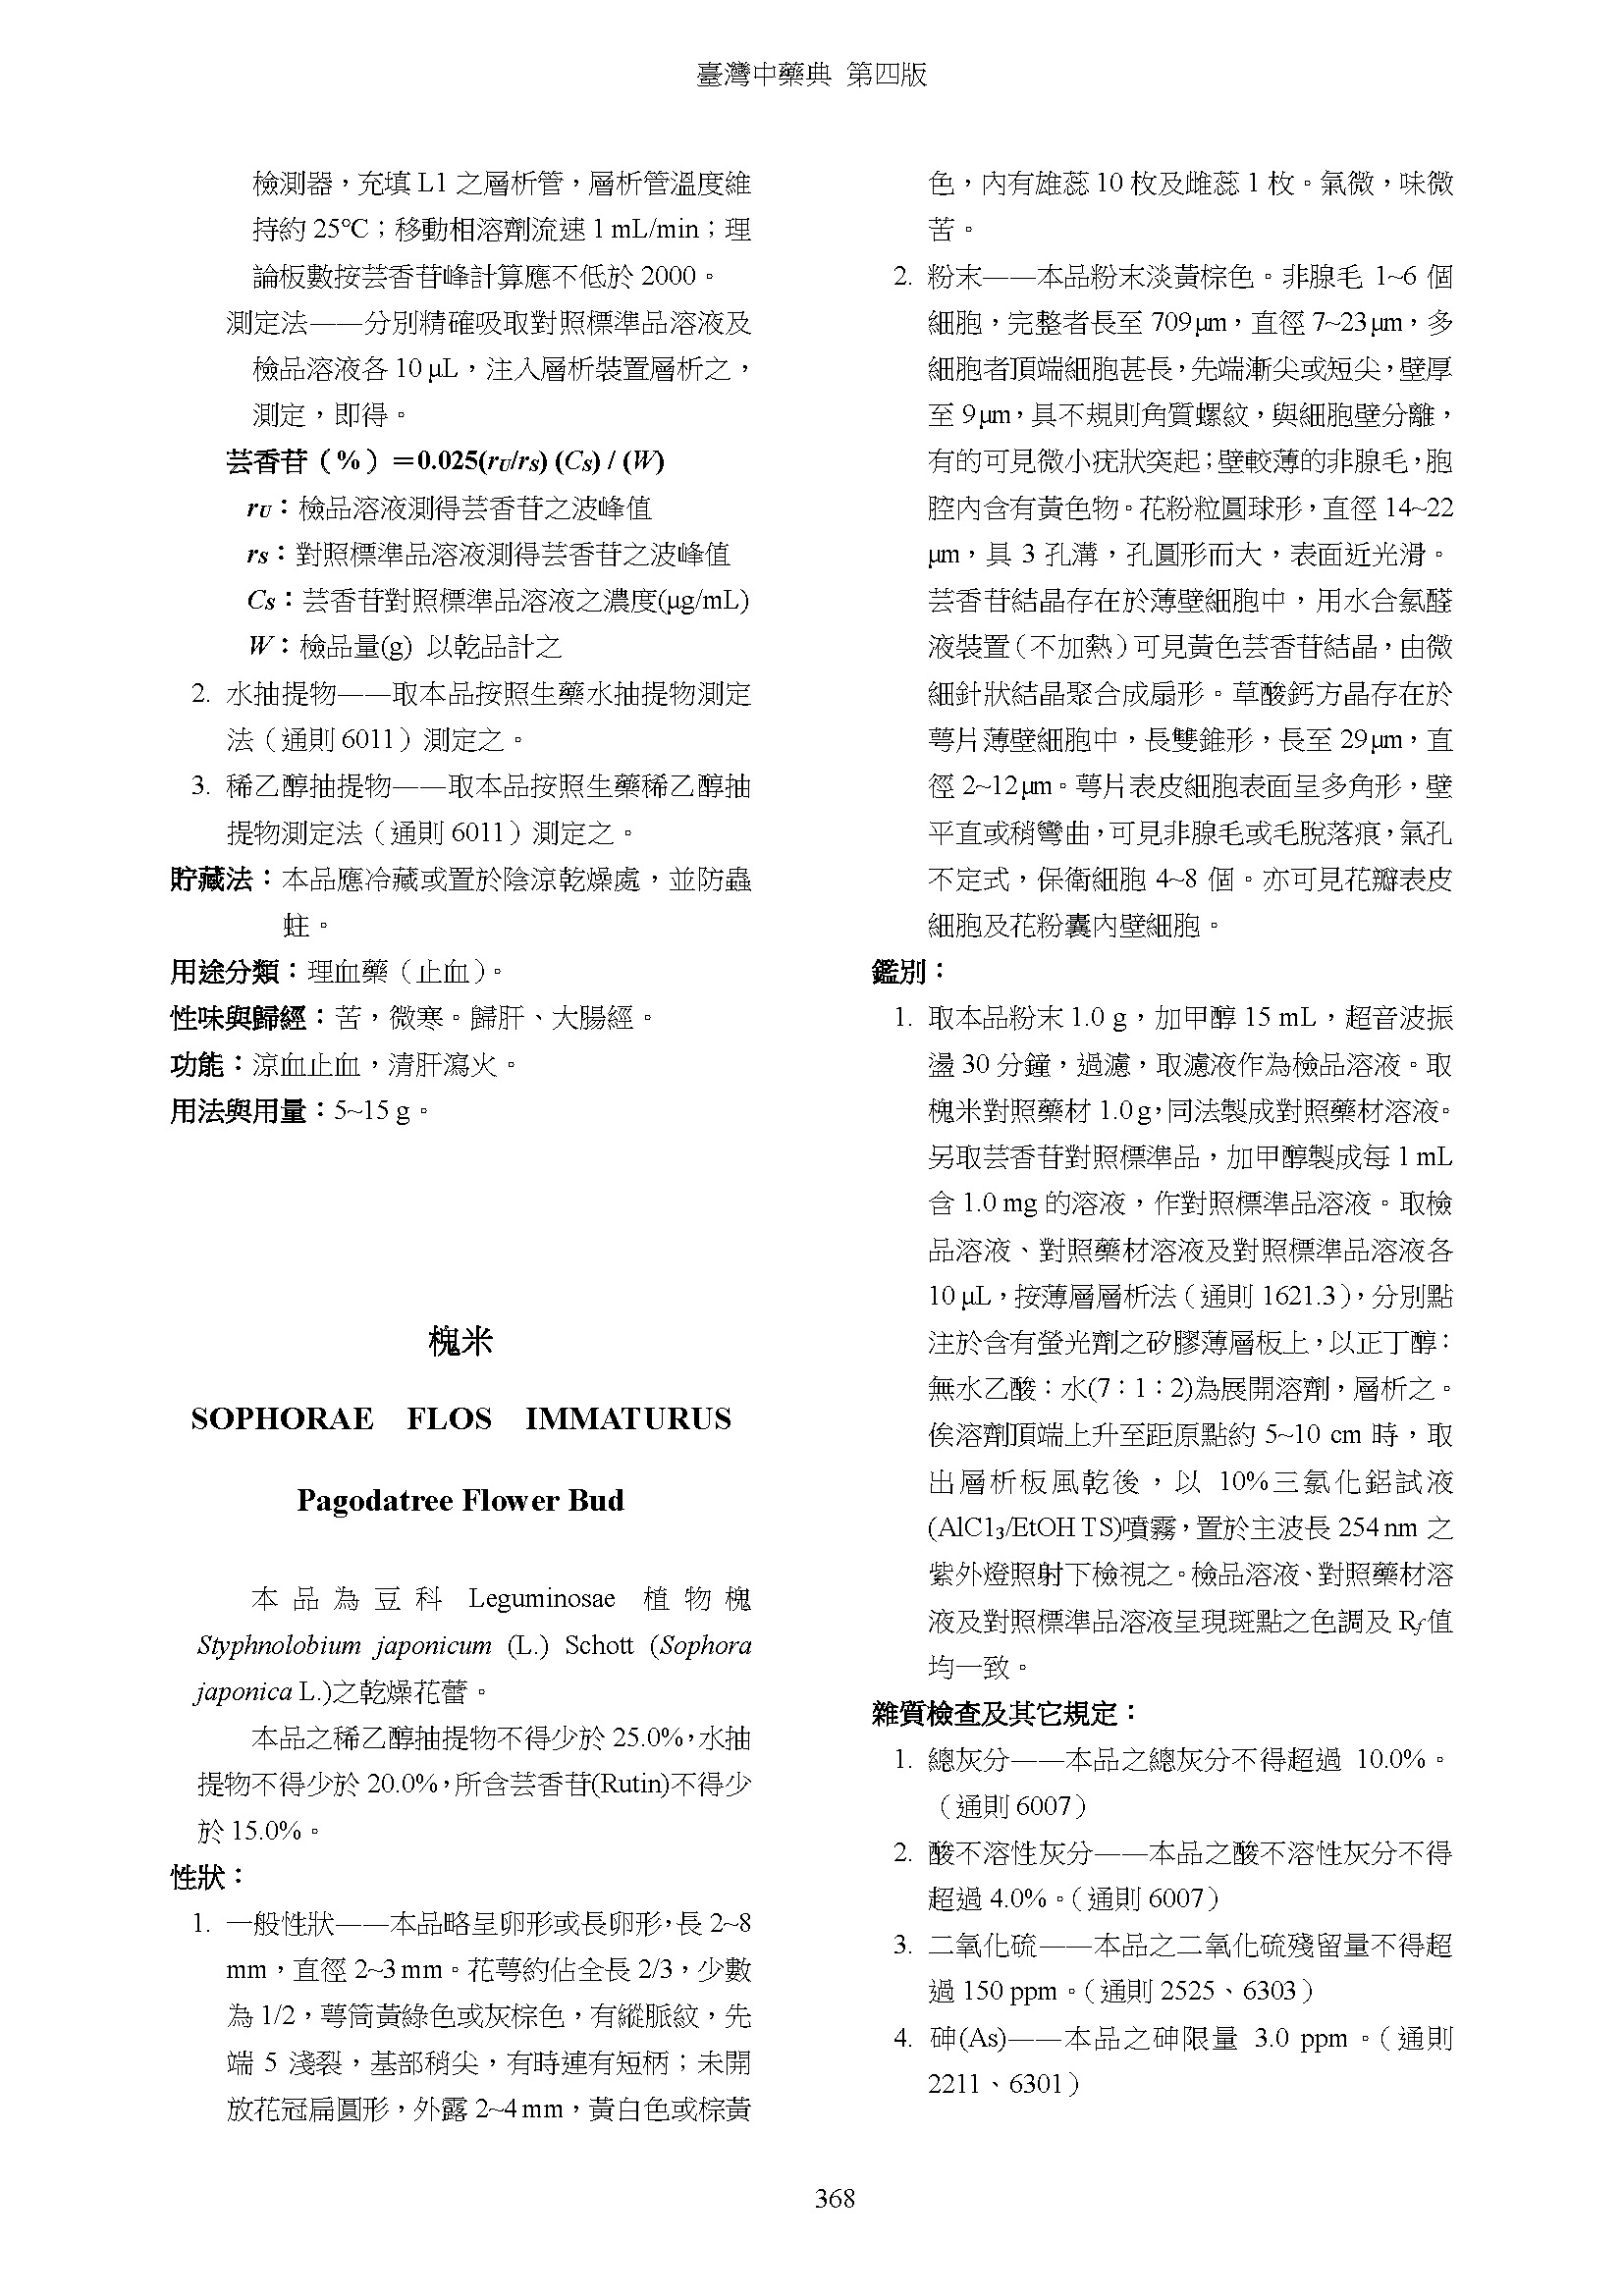 臺灣中藥典 第四版
檢測器，充填 L1 之層析管，層析管溫度維
持約 25℃；移動相溶劑流速 1 mL/min；理
論板數按芸香苷峰計算應不低於 2000。
測定法——分別精確吸取對照標準品溶液及
檢品溶液各 10 μL，注入層析裝置層析之，
測定，即得。
芸香苷（%）＝0.025(rU/rS) (CS) / (W)
rU：檢品溶液測得芸香苷之波峰值
rS：對照標準品溶液測得芸香苷之波峰值
CS：芸香苷對照標準品溶液之濃度(μg/mL)
W：檢品量(g) 以乾品計之
2. 水抽提物——取本品按照生藥水抽提物測定
法（通則 6011）測定之。
3. 稀乙醇抽提物——取本品按照生藥稀乙醇抽
提物測定法（通則 6011）測定之。
貯藏法：本品應冷藏或置於陰涼乾燥處，並防蟲
蛀。
用途分類：理血藥（止血）。
性味與歸經：苦，微寒。歸肝、大腸經。
功能：涼血止血，清肝瀉火。
用法與用量：5~15 g。
槐米
SOPHORAE FLOS IMMATURUS
Pagodatree Flower Bud
本品為豆科 Leguminosae 植物槐
Styphnolobium japonicum (L.) Schott (Sophora
japonica L.)之乾燥花蕾。
本品之稀乙醇抽提物不得少於 25.0%，水抽
提物不得少於 20.0%，所含芸香苷(Rutin)不得少
於 15.0%。
性狀：
1. 一般性狀——本品略呈卵形或長卵形，長 2~8
mm，直徑 2~3 mm。花萼約佔全長 2/3，少數
為 1/2，萼筒黃綠色或灰棕色，有縱脈紋，先
端 5 淺裂，基部稍尖，有時連有短柄；未開
放花冠扁圓形，外露 2~4 mm，黃白色或棕黃
色，內有雄蕊 10 枚及雌蕊 1 枚。氣微，味微
苦。
2. 粉末——本品粉末淡黃棕色。非腺毛 1~6 個
細胞，完整者長至 709 μm，直徑 7~23 μm，多
細胞者頂端細胞甚長，先端漸尖或短尖，壁厚
至 9 μm，具不規則角質螺紋，與細胞壁分離，
有的可見微小疣狀突起；壁較薄的非腺毛，胞
腔內含有黃色物。花粉粒圓球形，直徑 14~22
μm，具 3 孔溝，孔圓形而大，表面近光滑。
芸香苷結晶存在於薄壁細胞中，用水合氯醛
液裝置（不加熱）可見黃色芸香苷結晶，由微
細針狀結晶聚合成扇形。草酸鈣方晶存在於
萼片薄壁細胞中，長雙錐形，長至 29 μm，直
徑 2~12 μm。萼片表皮細胞表面呈多角形，壁
平直或稍彎曲，可見非腺毛或毛脫落痕，氣孔
不定式，保衛細胞 4~8 個。亦可見花瓣表皮
細胞及花粉囊內壁細胞。
鑑別：
1. 取本品粉末 1.0 g，加甲醇 15 mL，超音波振
盪 30 分鐘，過濾，取濾液作為檢品溶液。取
槐米對照藥材 1.0 g，同法製成對照藥材溶液。
另取芸香苷對照標準品，加甲醇製成每 1 mL
含 1.0 mg 的溶液，作對照標準品溶液。取檢
品溶液、對照藥材溶液及對照標準品溶液各
10 μL，按薄層層析法（通則 1621.3），分別點
注於含有螢光劑之矽膠薄層板上，以正丁醇：
無水乙酸：水(7：1：2)為展開溶劑，層析之。
俟溶劑頂端上升至距原點約 5~10 cm 時，取
出層析板風乾後，以 10%三氯化鋁試液
(AlC1₃/EtOH TS)噴霧，置於主波長 254 nm 之
紫外燈照射下檢視之。檢品溶液、對照藥材溶
液及對照標準品溶液呈現斑點之色調及 Rf 值
均一致。
雜質檢查及其它規定：
1. 總灰分——本品之總灰分不得超過 10.0%。
（通則 6007）
2. 酸不溶性灰分——本品之酸不溶性灰分不得
超過 4.0%。（通則 6007）
3. 二氧化硫——本品之二氧化硫殘留量不得超
過 150 ppm。（通則 2525、6303）
4. 砷(As)——本品之砷限量 3.0 ppm。（通則
2211、6301）
368